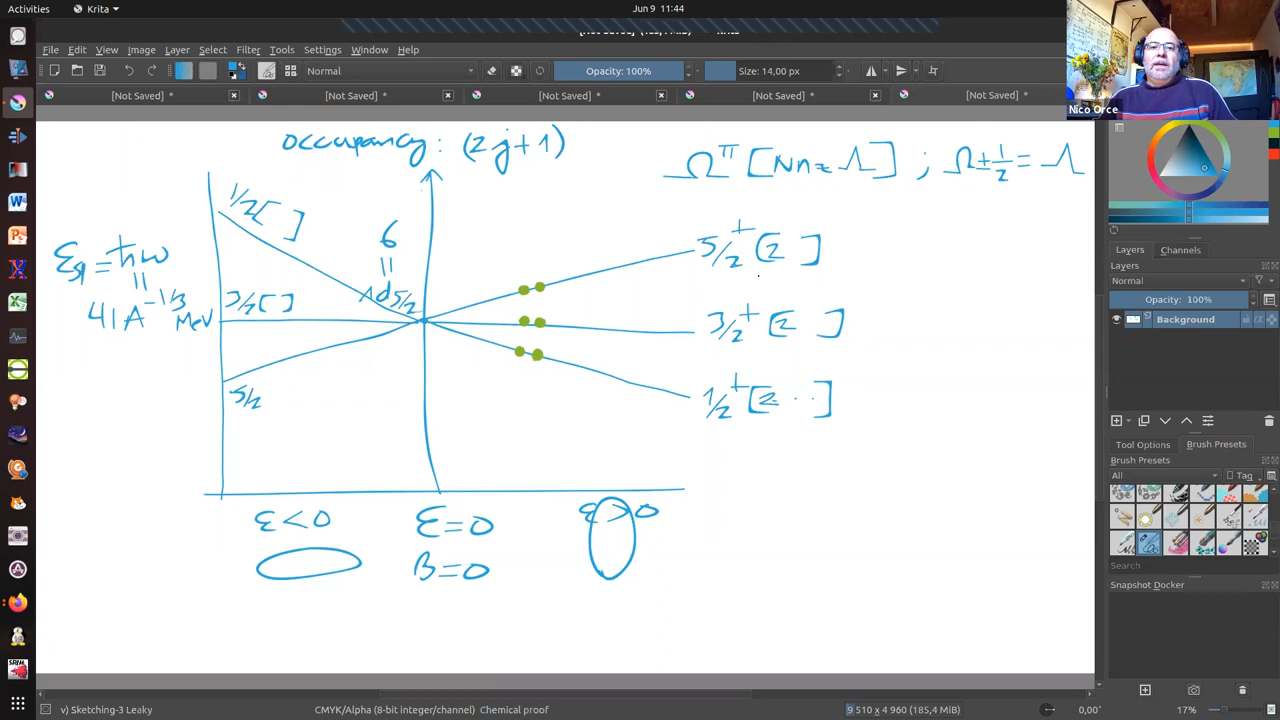 Activities
Krita
Jun 9 11:44
File Edit View Image Layer Select Filter Tools Settings Window Help
Normal
Opacity: 100%
Size: 14,00 px
[Not Saved] *
[Not Saved] *
[Not Saved] *
[Not Saved] *
[Not Saved] *
Nico Orce
occupancy: (2j+1)
Ω^π [N n_z Λ] ; Ω ± 1/2 = Λ
1/2 [ ]
6
=
1d5/2
ε_sp = ħω
=
41 A^-1/3 MeV
3/2 [ ]
5/2
5/2+ [2 ]
3/2+ [2 ]
1/2+ [2 · · ]
ε<0
ε=0
ε>0
β=0
Layers Channels
Layers
Normal
Opacity: 100%
Background
Tool Options Brush Presets
Brush Presets
All
Tag
Search
Snapshot Docker
v) Sketching-3 Leaky
CMYK/Alpha (8-bit integer/channel) Chemical proof
9 510 x 4 960 (185,4 MiB)
0,00°
17%